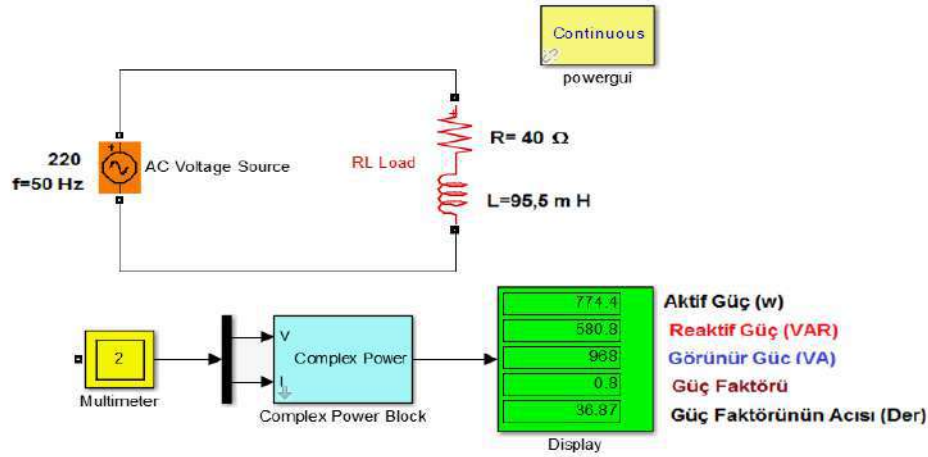 Continuous
powergui
220
f=50 Hz
AC Voltage Source
RL Load
R= 40 Ω
L=95,5 m H
2
Multimeter
V
I
Complex Power
Complex Power Block
774.4
580.8
968
0.8
36.87
Display
Aktif Güç (w)
Reaktif Güç (VAR)
Görünür Güc (VA)
Güç Faktörü
Güç Faktörünün Acısı (Der)